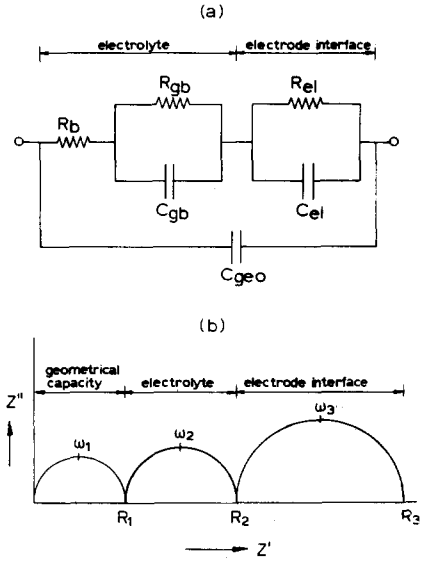 (a)
electrolyte electrode interface
Rgb Rel
Rb
Cgb Cel
Cgeo
(b)
geometrical capacity electrolyte electrode interface
Z"
ω1 ω2 ω3
R1 R2 R3
Z'